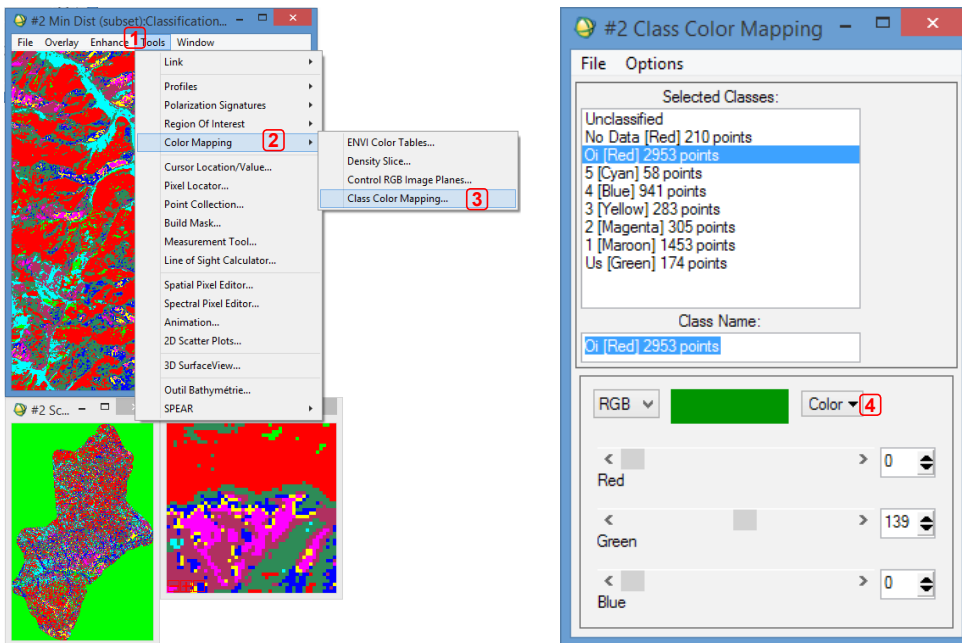 #2 Min Dist (subset):Classification...
File Overlay Enhance Tools Window
1
Link
Profiles
Polarization Signatures
Region Of Interest
Color Mapping
2
Cursor Location/Value...
Pixel Locator...
Point Collection...
Build Mask...
Measurement Tool...
Line of Sight Calculator...
Spatial Pixel Editor...
Spectral Pixel Editor...
Animation...
2D Scatter Plots...
3D SurfaceView...
Outil Bathymétrie...
SPEAR
ENVI Color Tables...
Density Slice...
Control RGB Image Planes...
Class Color Mapping...
3
#2 Sc...
#2 Class Color Mapping
File Options
Selected Classes:
Unclassified
No Data [Red] 210 points
Oi [Red] 2953 points
5 [Cyan] 58 points
4 [Blue] 941 points
3 [Yellow] 283 points
2 [Magenta] 305 points
1 [Maroon] 1453 points
Us [Green] 174 points
Class Name:
Oi [Red] 2953 points
RGB
Color
4
0
Red
139
Green
0
Blue